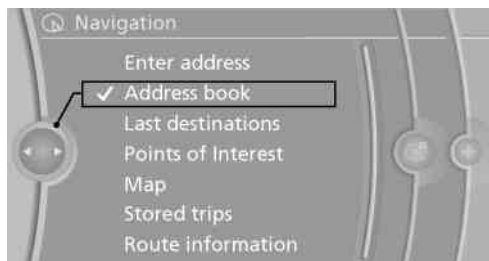 Navigation
Enter address
Address book
Last destinations
Points of Interest
Map
Stored trips
Route information